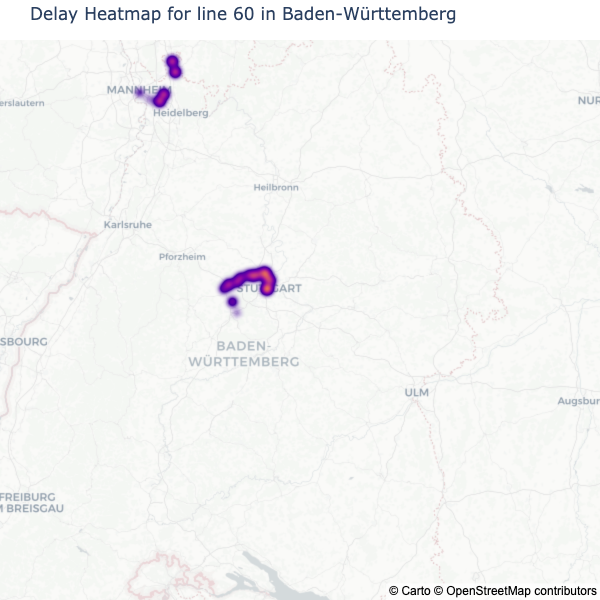 Delay Heatmap for line 60 in Baden-Württemberg
MANNHEIM
erslautern
NUR
Heidelberg
Heilbronn
Karlsruhe
Pforzheim
STUTTGART
SBOURG
BADEN-
WÜRTTEMBERG
ULM
Augsbur
FREIBURG
M BREISGAU
© Carto © OpenStreetMap contributors